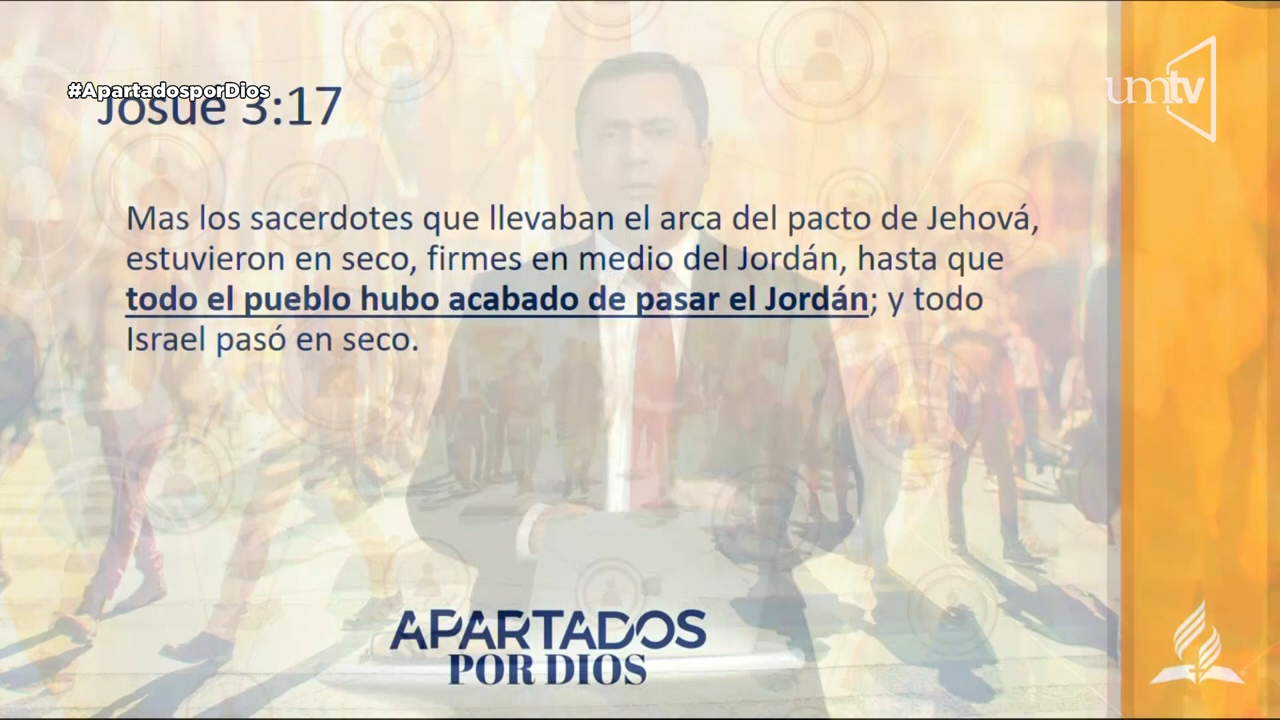 #ApartadosporDios
Josué 3:17
umtv
Mas los sacerdotes que llevaban el arca del pacto de Jehová,
estuvieron en seco, firmes en medio del Jordán, hasta que
todo el pueblo hubo acabado de pasar el Jordán; y todo
Israel pasó en seco.
APARTADOS
POR DIOS